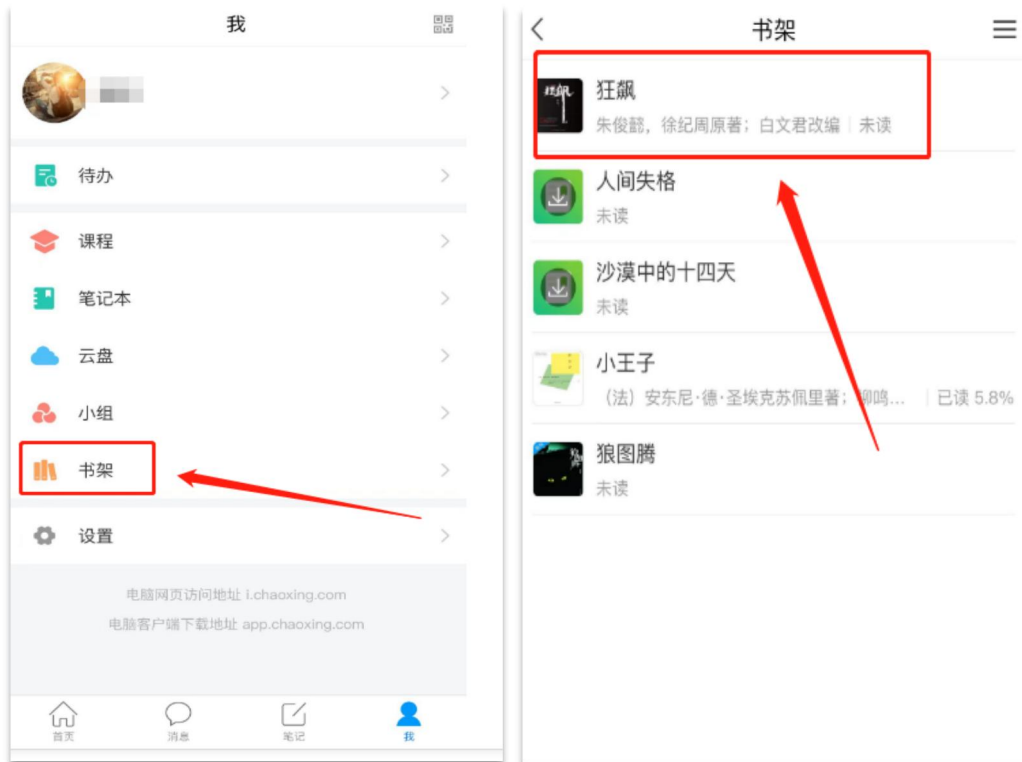 我
待办
课程
笔记本
云盘
小组
书架
设置
电脑网页访问地址 i.chaoxing.com
电脑客户端下载地址 app.chaoxing.com
首页
消息
笔记
我
书架
狂飙
朱俊懿，徐纪周原著；白文君改编 未读
人间失格
未读
沙漠中的十四天
未读
小王子
（法）安东尼·德·圣埃克苏佩里著；柳鸣... 已读 5.8%
狼图腾
未读